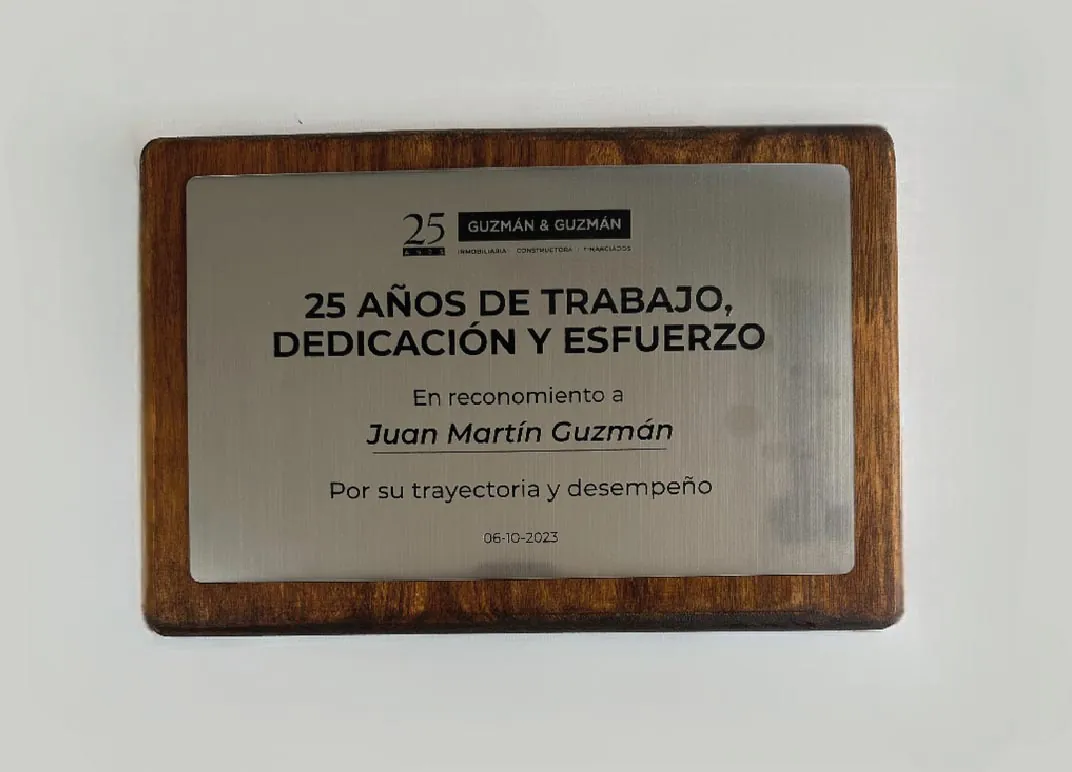 25 GUZMÁN & GUZMÁN
AÑOS INMOBILIARIA CONSTRUCTORA
25 AÑOS DE TRABAJO,
DEDICACIÓN Y ESFUERZO
En reconomiento a
Juan Martín Guzmán
Por su trayectoria y desempeño
06-10-2023